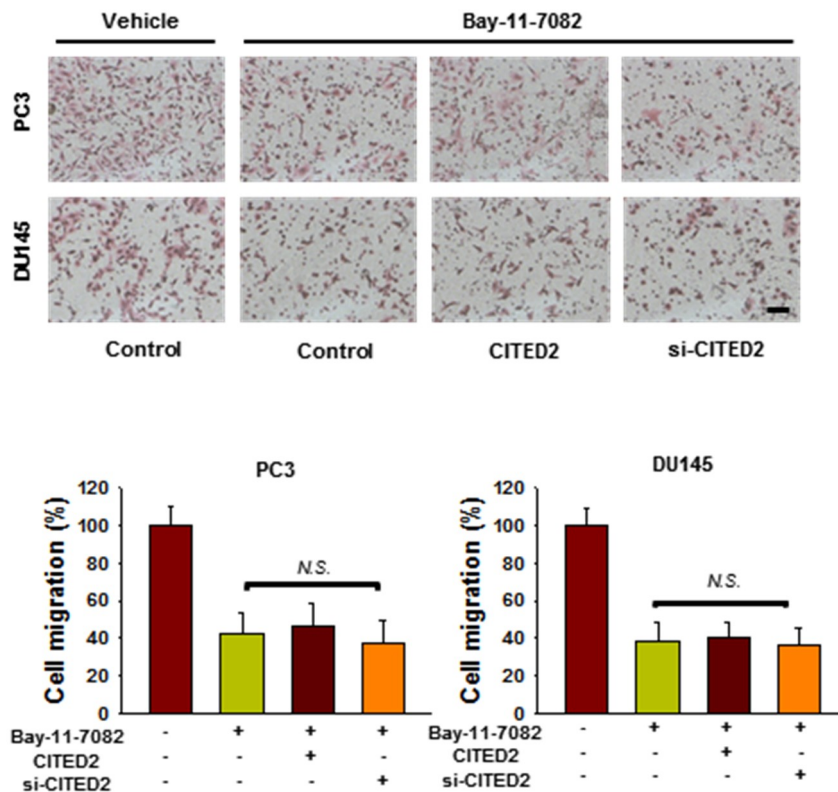 Vehicle Bay-11-7082
PC3
DU145
Control Control CITED2 si-CITED2
PC3
Cell migration (%)
120
100
80
60
40
20
0
N.S.
Bay-11-7082 - + + +
CITED2 - - + -
si-CITED2 - - - +
DU145
Cell migration (%)
120
100
80
60
40
20
0
N.S.
Bay-11-7082 - + + +
CITED2 - - + -
si-CITED2 - - - +